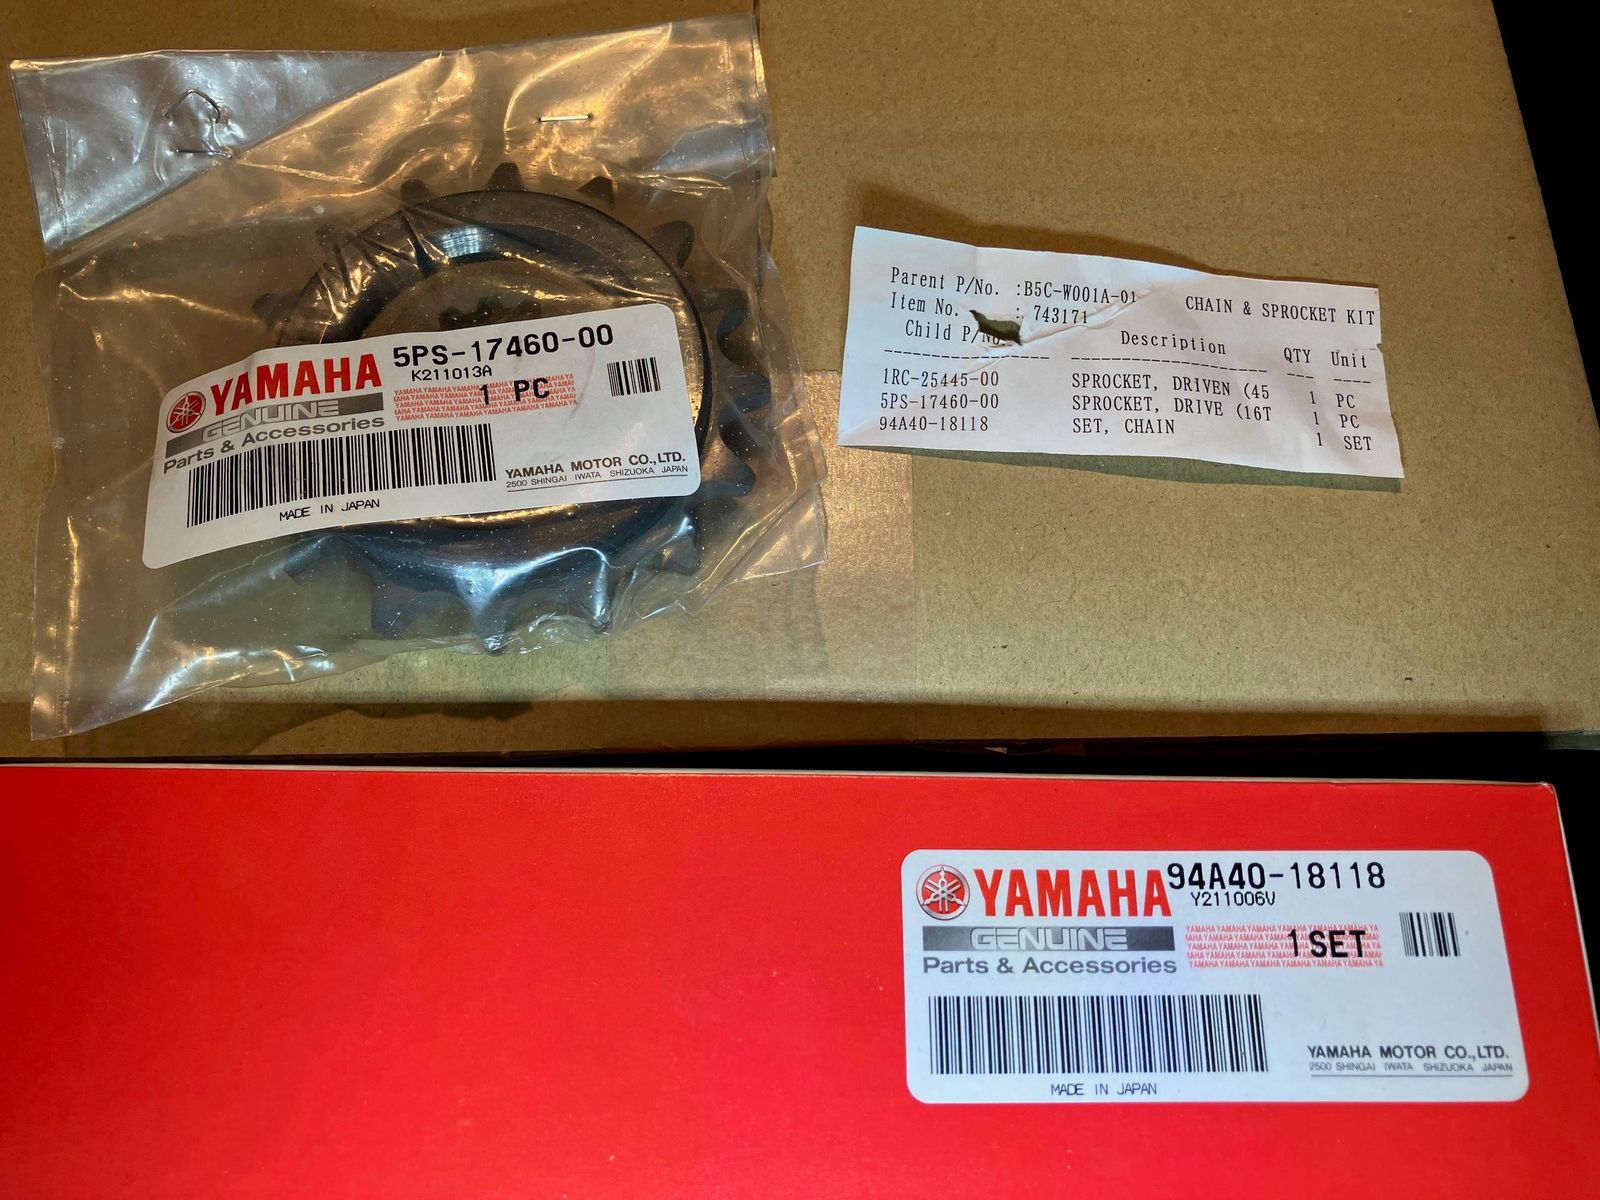 YAMAHA
GENUINE
Parts & Accessories
5PS-17460-00
K211013A
1 PC
YAMAHA MOTOR CO.,LTD.
2500 SHINGAI IWATA SHIZUOKA JAPAN
MADE IN JAPAN
Parent P/No. :B5C-W001A-01 CHAIN & SPROCKET KIT
Item No. : 743171
Child P/No. Description QTY Unit
1RC-25445-00 SPROCKET, DRIVEN (45 1 PC
5PS-17460-00 SPROCKET, DRIVE (16T 1 PC
94A40-18118 SET, CHAIN 1 SET
YAMAHA
GENUINE
Parts & Accessories
94A40-18118
Y211006V
1 SET
YAMAHA MOTOR CO.,LTD.
2500 SHINGAI IWATA SHIZUOKA JAPAN
MADE IN JAPAN